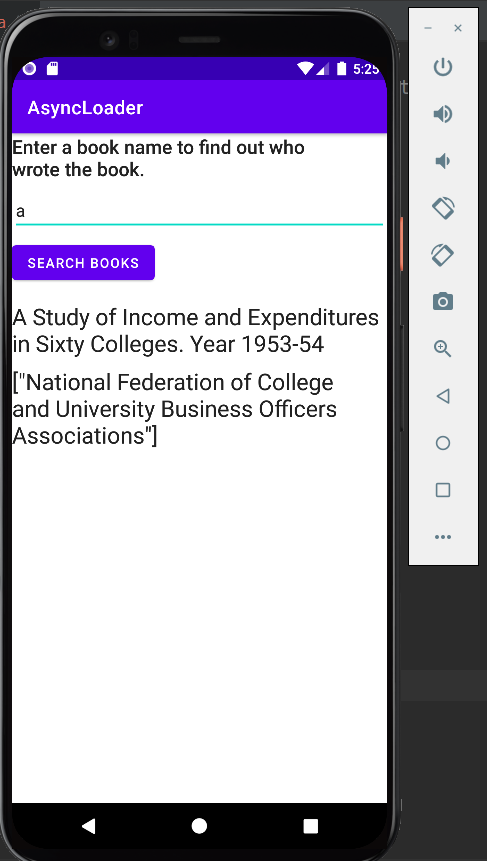 a
5:25
AsyncLoader
t
Enter a book name to find out who
wrote the book.
a
SEARCH BOOKS
A Study of Income and Expenditures
in Sixty Colleges. Year 1953-54
["National Federation of College
and University Business Officers
Associations"]